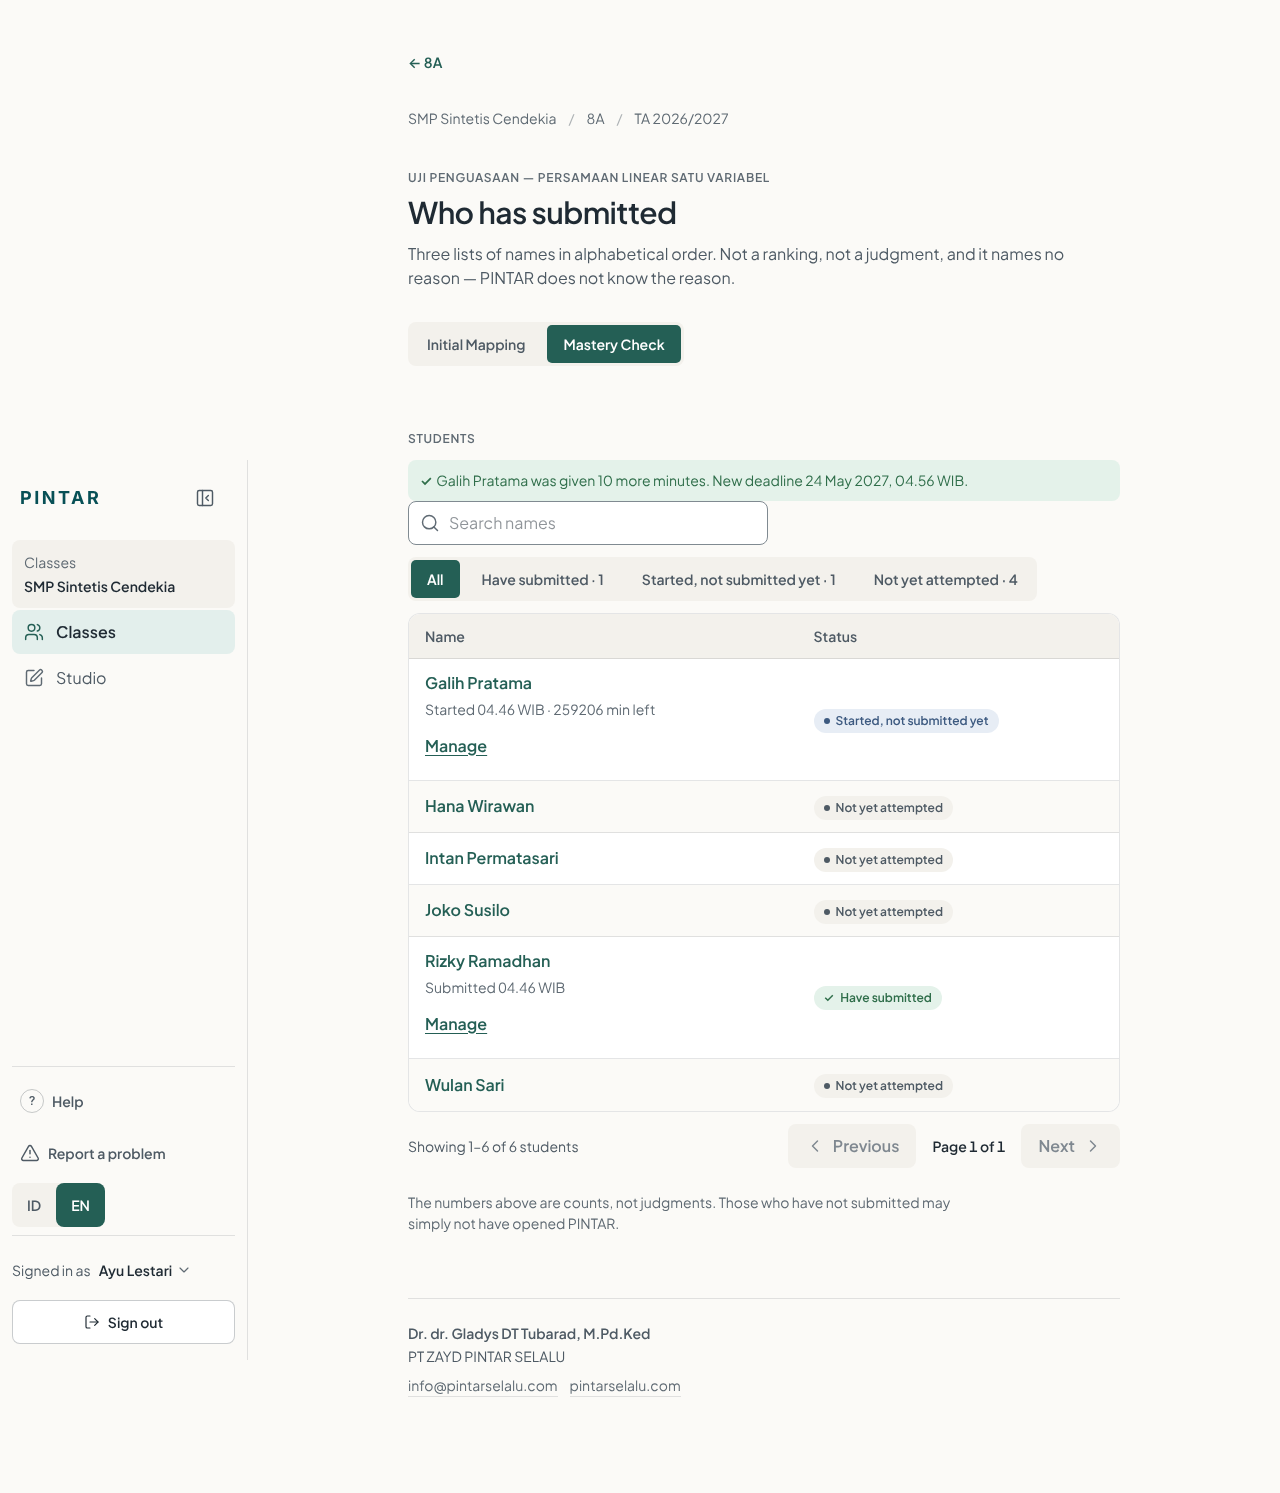 ← 8A
SMP Sintetis Cendekia / 8A / TA 2026/2027
UJI PENGUASAAN — PERSAMAAN LINEAR SATU VARIABEL
Who has submitted
Three lists of names in alphabetical order. Not a ranking, not a judgment, and it names no
reason — PINTAR does not know the reason.
Initial Mapping
Mastery Check
STUDENTS
✓ Galih Pratama was given 10 more minutes. New deadline 24 May 2027, 04.56 WIB.
Search names
All
Have submitted · 1
Started, not submitted yet · 1
Not yet attempted · 4
Name Status
Galih Pratama
Started 04.46 WIB · 259206 min left
Manage
Started, not submitted yet
Hana Wirawan
Not yet attempted
Intan Permatasari
Not yet attempted
Joko Susilo
Not yet attempted
Rizky Ramadhan
Submitted 04.46 WIB
Manage
✓ Have submitted
Wulan Sari
Not yet attempted
Showing 1–6 of 6 students
Previous
Page 1 of 1
Next
The numbers above are counts, not judgments. Those who have not submitted may
simply not have opened PINTAR.
Dr. dr. Gladys DT Tubarad, M.Pd.Ked
PT ZAYD PINTAR SELALU
info@pintarselalu.com pintarselalu.com
PINTAR
Classes
SMP Sintetis Cendekia
Classes
Studio
? Help
Report a problem
ID EN
Signed in as Ayu Lestari
Sign out